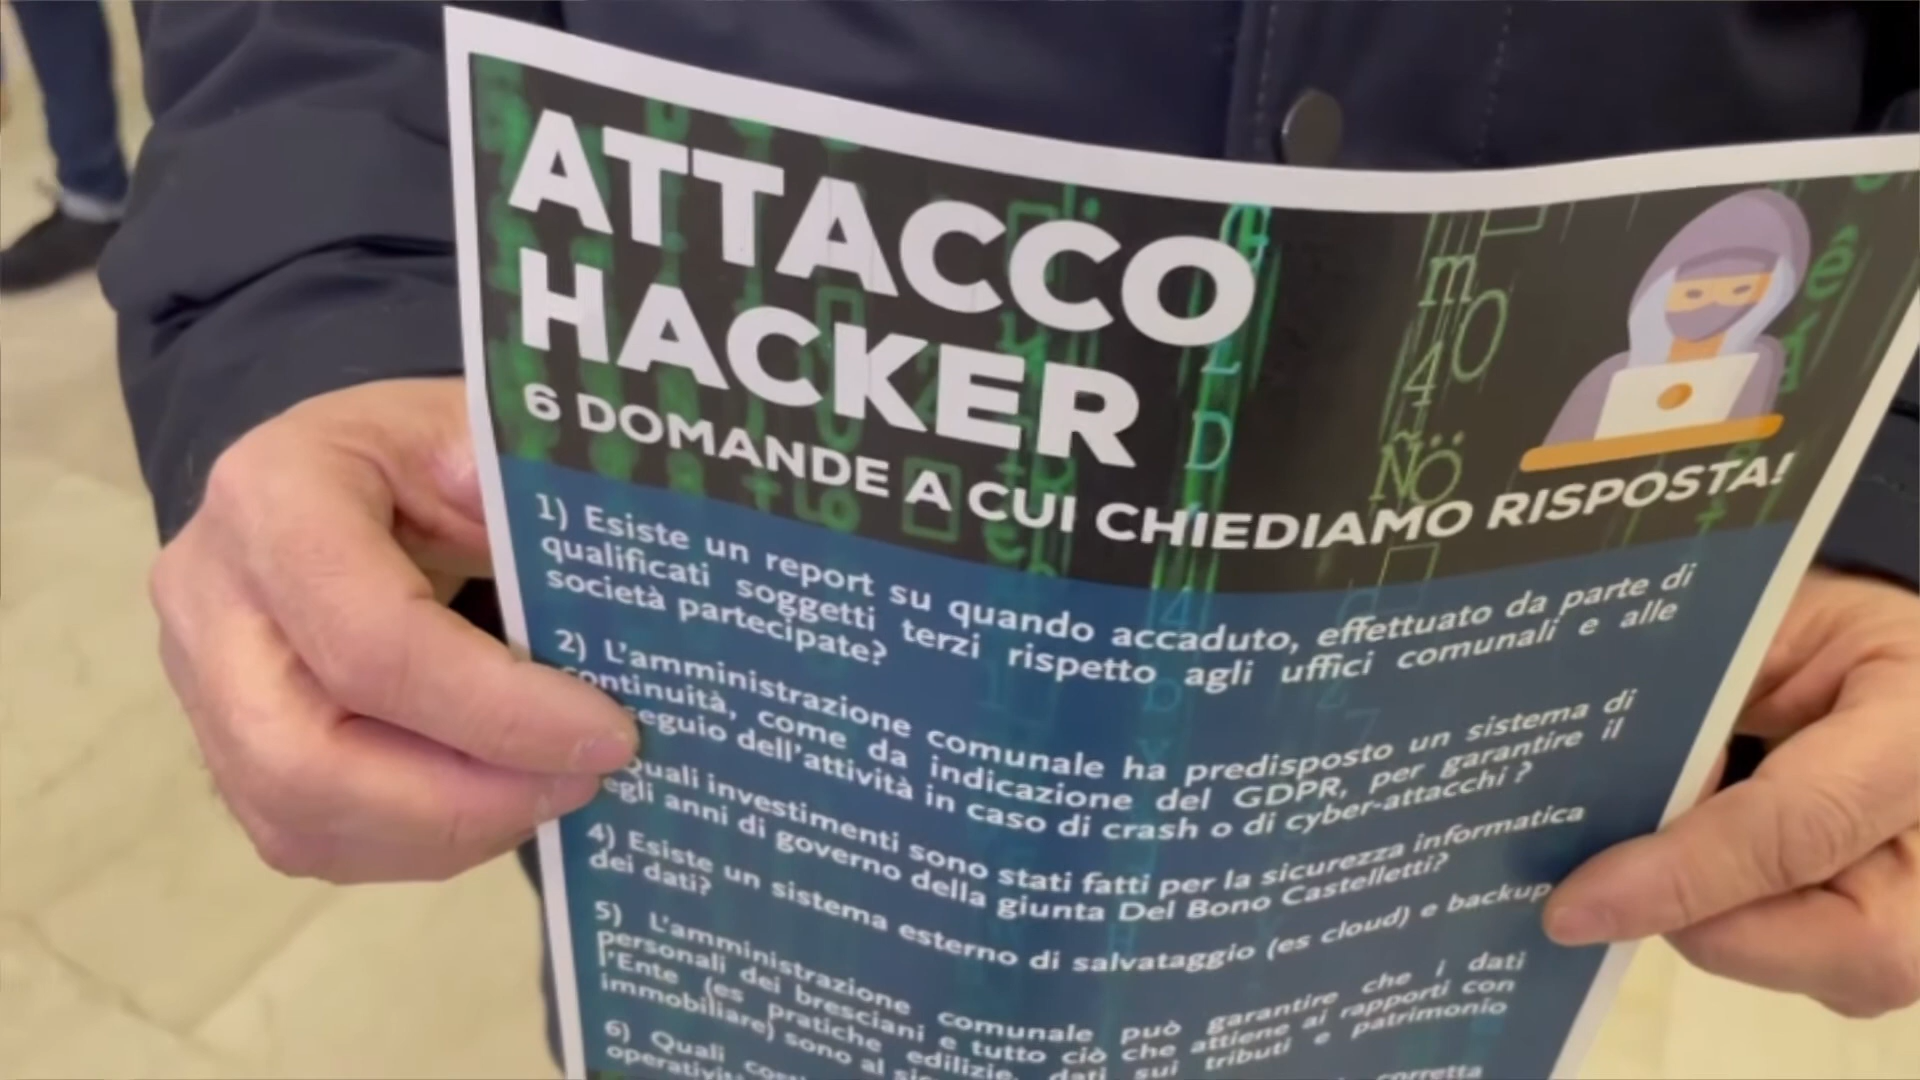 ATTACCO
HACKER
6 DOMANDE A CUI CHIEDIAMO RISPOSTA!
1) Esiste un report su quando accaduto, effettuato da parte di
qualificati soggetti terzi rispetto agli uffici comunali e alle
società partecipate?
2) L'amministrazione comunale ha predisposto un sistema di
continuità, come da indicazione del GDPR, per garantire il
seguio dell'attività in caso di crash o di cyber-attacchi ?
Quali investimenti sono stati fatti per la sicurezza informatica
egli anni di governo della giunta Del Bono Castelletti?
4) Esiste un sistema esterno di salvataggio (es cloud) e backup
dei dati?
5) L'amministrazione comunale può garantire che i dati
personali dei bresciani e tutto ciò che attiene ai rapporti con
l'Ente (es pratiche edilizie, dati sui tributi e patrimonio
immobiliare) sono al
6) Quali corretta